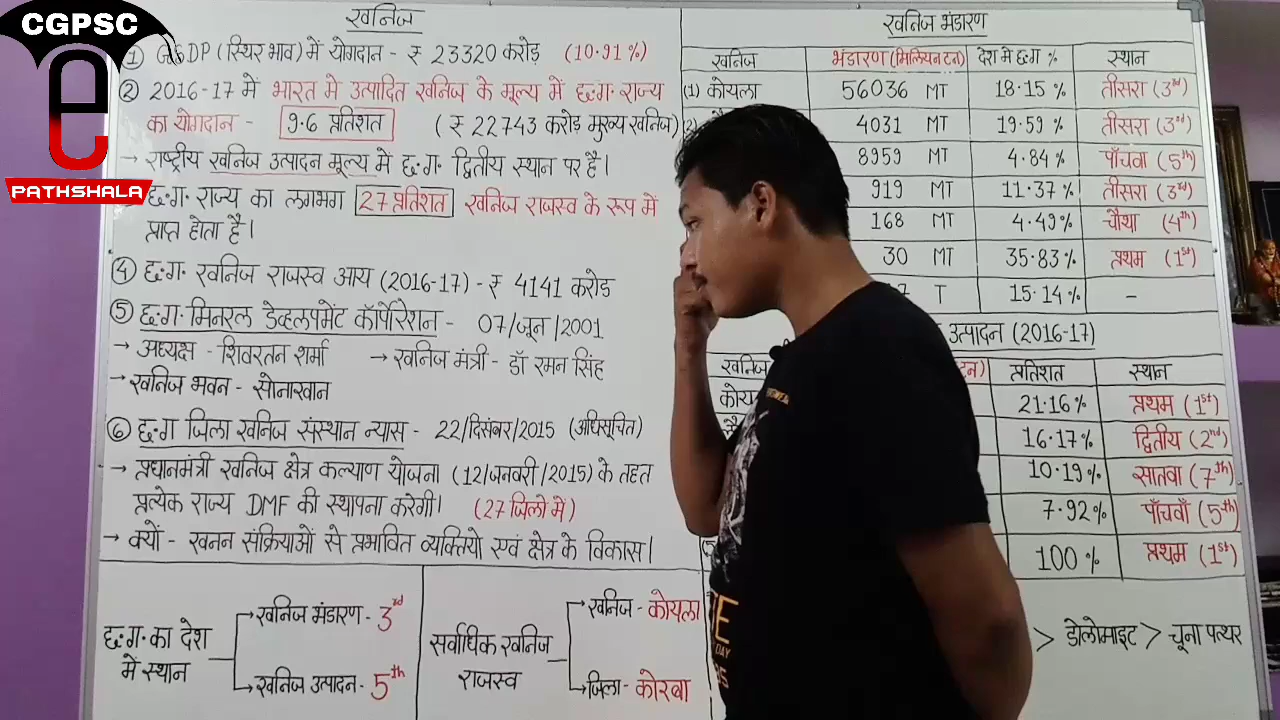 CGPSC
e
PATHSHALA
खनिज
① GSDP (स्थिर भाव) में योगदान - ₹ 23320 करोड़ (10.91%)
② 2016-17 में भारत में उत्पादित खनिज के मूल्य में छ.ग. राज्य
का योगदान - 9.6 प्रतिशत (₹ 22743 करोड़ मुख्य खनिज)
→ राष्ट्रीय खनिज उत्पादन मूल्य में छ.ग. द्वितीय स्थान पर है।
छ.ग. राज्य का लगभग 27 प्रतिशत खनिज राजस्व के रूप में
प्राप्त होता है।
④ छ.ग. खनिज राजस्व आय (2016-17) - ₹ 4141 करोड
⑤ छ.ग. मिनरल डेव्हलपमेंट कॉर्पोरेशन - 07/जून/2001
→ अध्यक्ष - शिवरतन शर्मा → खनिज मंत्री - डॉ रमन सिंह
→ खनिज भवन - सोनाखान
⑥ छ.ग जिला खनिज संस्थान न्यास - 22/दिसंबर/2015 (अधिसूचित)
→ प्रधानमंत्री खनिज क्षेत्र कल्याण योजना (12/जनवरी/2015) के तहत
प्रत्येक राज्य DMF की स्थापना करेगी। (27 जिलो में)
→ क्यों - खनन संक्रियाओं से प्रभावित व्यक्तियो एवं क्षेत्र के विकास।
छ.ग. का देश में स्थान
→ खनिज भंडारण - 3rd
→ खनिज उत्पादन - 5th
सर्वाधिक खनिज राजस्व
→ खनिज - कोयला
→ जिला - कोरबा
खनिज भंडारण
खनिज भंडारण (मिलियन टन) देश में छ.ग % स्थान
(1) कोयला 56036 MT 18.15 % तीसरा (3rd)
(2) 4031 MT 19.59 % तीसरा (3rd)
8959 MT 4.84 % पाँचवा (5th)
919 MT 11.37 % तीसरा (3rd)
168 MT 4.49 % चौथा (4th)
30 MT 35.83 % प्रथम (1st)
T 15.14 % -
उत्पादन (2016-17)
खनिज टन) प्रतिशत स्थान
21.16 % प्रथम (1st)
16.17 % द्वितीय (2nd)
10.19 % सातवा (7th)
7.92 % पाँचवाँ (5th)
100 % प्रथम (1st)
> डोलोमाइट > चूना पत्थर